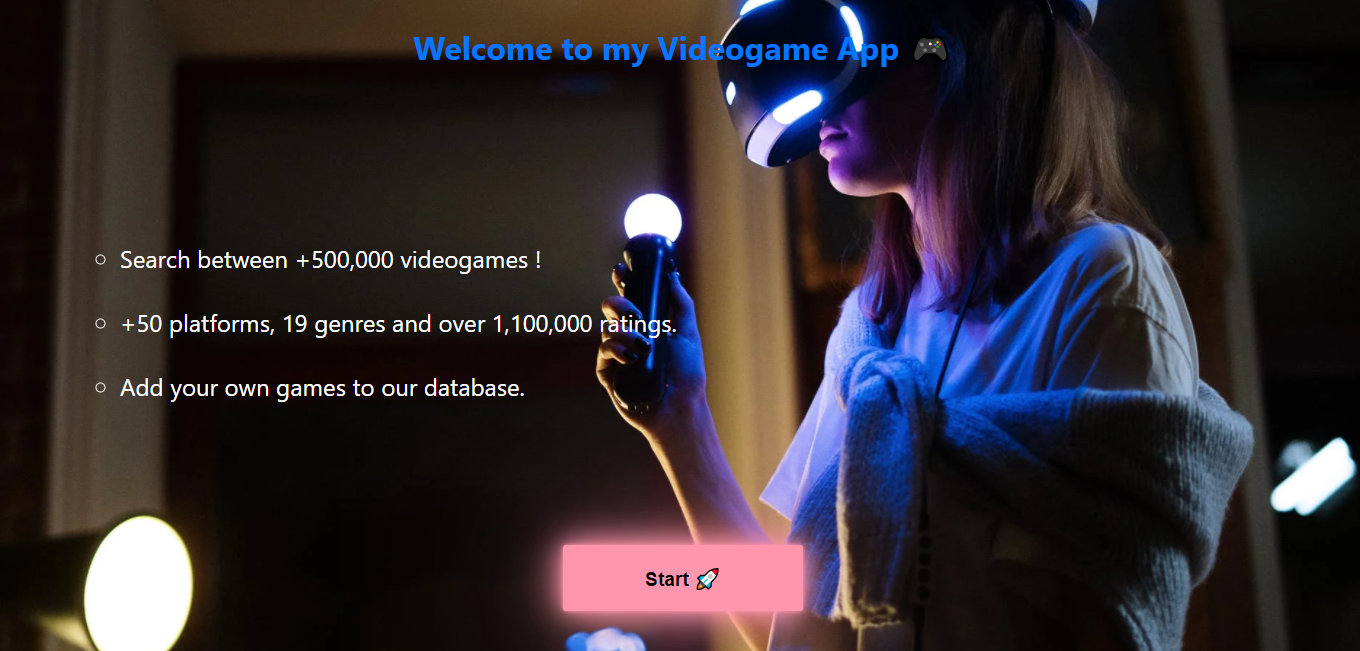 Welcome to my Videogame App 🎮
Search between +500,000 videogames !
+50 platforms, 19 genres and over 1,100,000 ratings.
Add your own games to our database.
Start 🚀